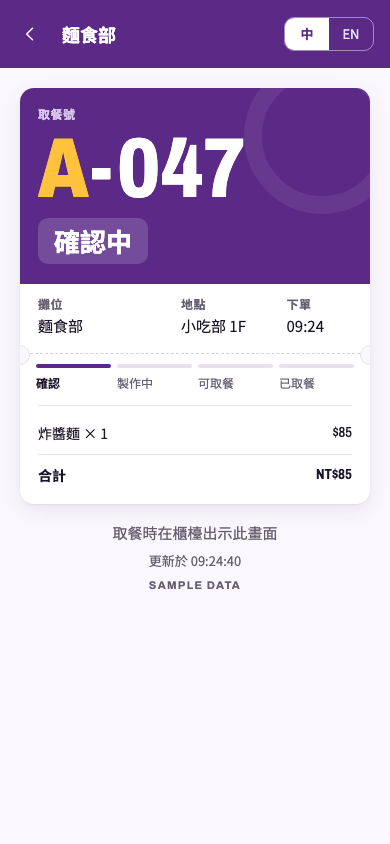 麵食部
中 EN
取餐號
A-047
確認中
攤位 地點 下單
麵食部 小吃部 1F 09:24
確認 製作中 可取餐 已取餐
炸醬麵 × 1 $85
合計 NT$85
取餐時在櫃檯出示此畫面
更新於 09:24:40
SAMPLE DATA